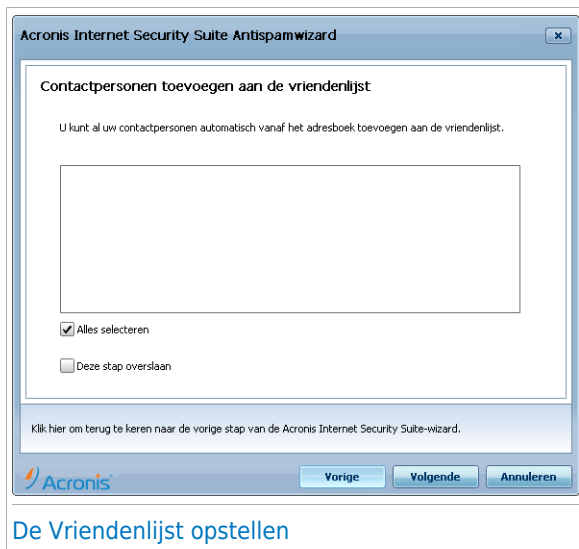 Acronis Internet Security Suite Antispamwizard
Contactpersonen toevoegen aan de vriendenlijst
U kunt al uw contactpersonen automatisch vanaf het adresboek toevoegen aan de vriendenlijst.
Alles selecteren
Deze stap overslaan
Klik hier om terug te keren naar de vorige stap van de Acronis Internet Security Suite-wizard.
Acronis
Vorige
Volgende
Annuleren
De Vriendenlijst opstellen